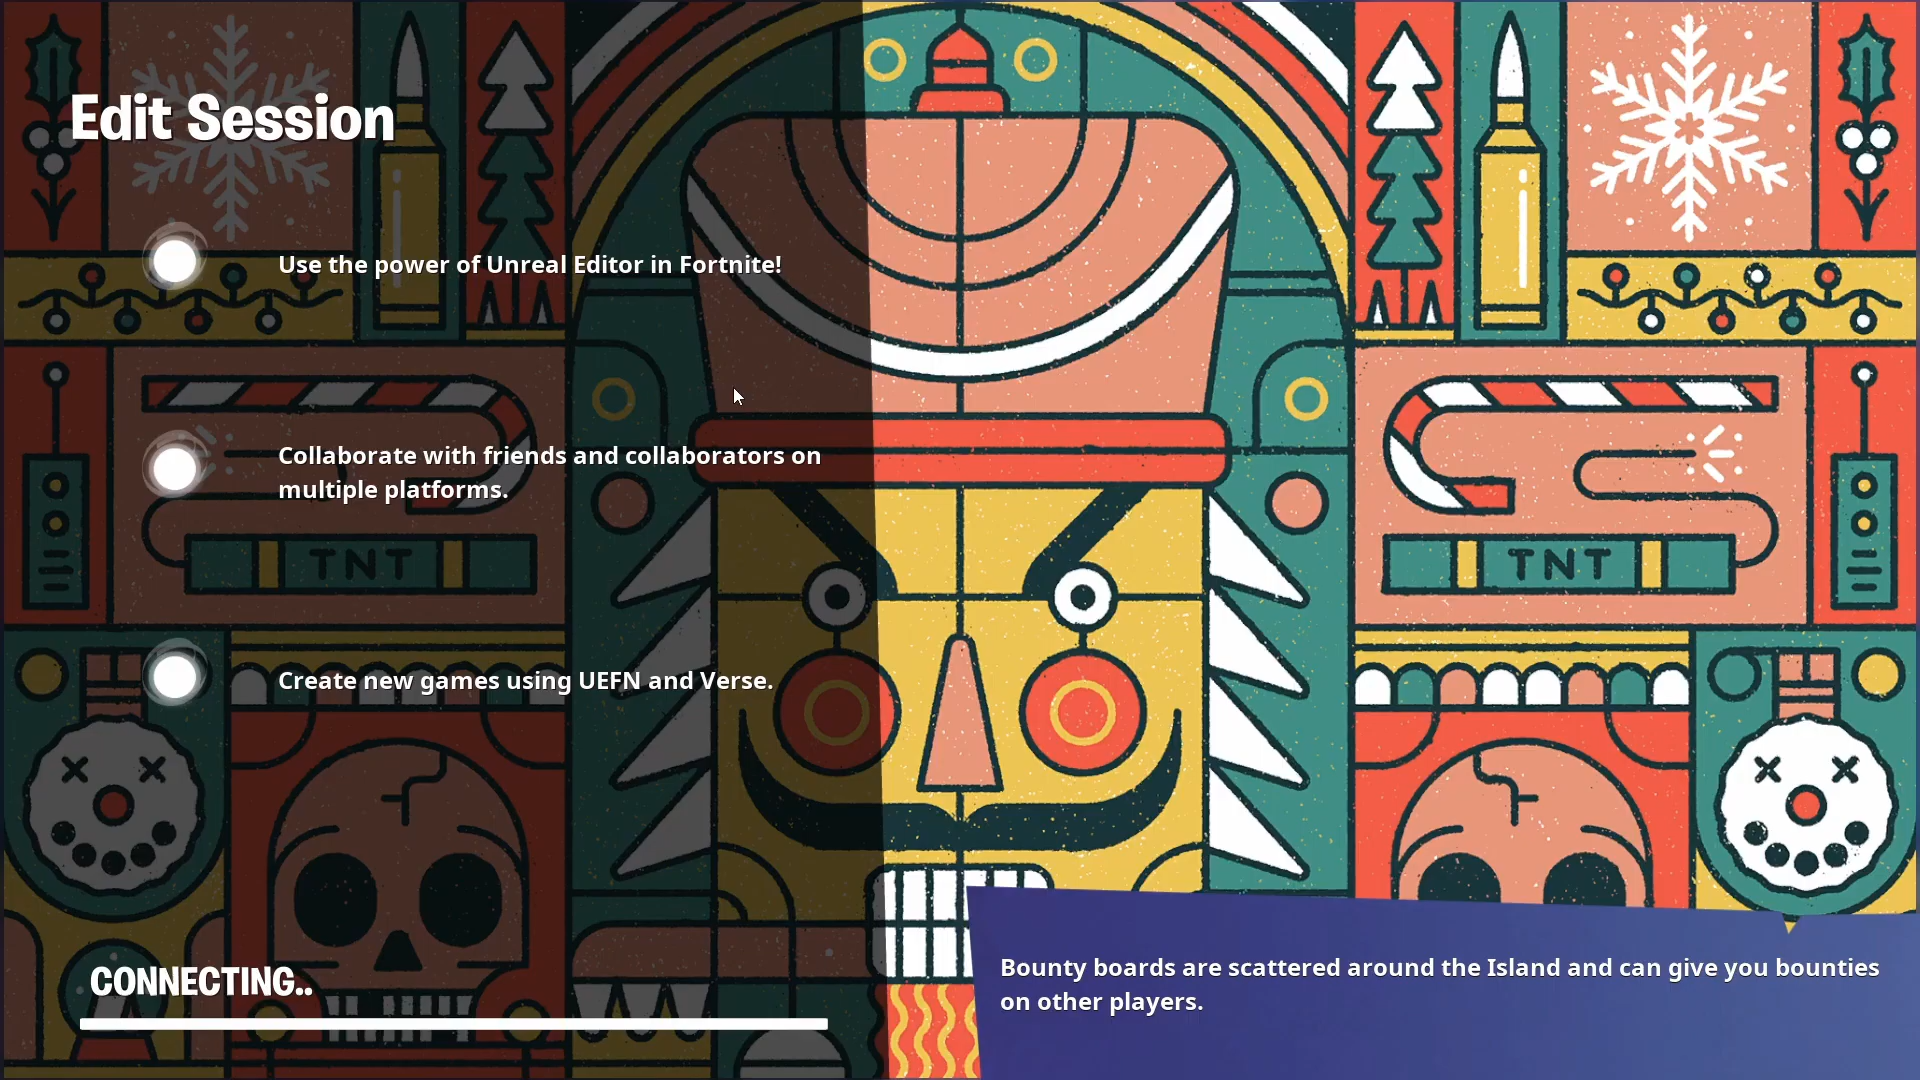 Edit Session
Use the power of Unreal Editor in Fortnite!
Collaborate with friends and collaborators on
multiple platforms.
TNT
TNT
Create new games using UEFN and Verse.
CONNECTING..
Bounty boards are scattered around the Island and can give you bounties
on other players.